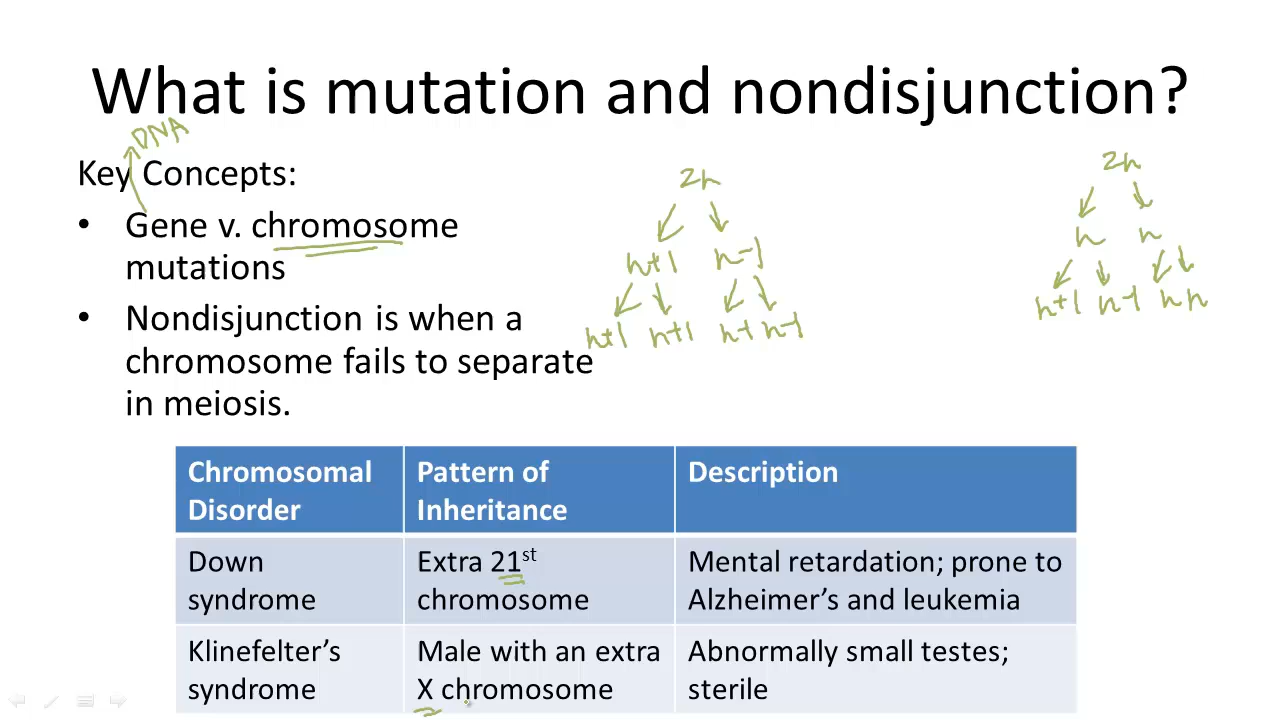 What is mutation and nondisjunction?
DNA
Key Concepts:
• Gene v. chromosome
mutations
• Nondisjunction is when a
chromosome fails to separate
in meiosis.
2n
n+1 n-1
n+1 n+1 n-1 n-1
2n
n n
n+1 n-1 n n
Chromosomal
Disorder
Pattern of
Inheritance
Description
Down
syndrome
Extra 21st
chromosome
Mental retardation; prone to
Alzheimer’s and leukemia
Klinefelter’s
syndrome
Male with an extra
X chromosome
Abnormally small testes;
sterile